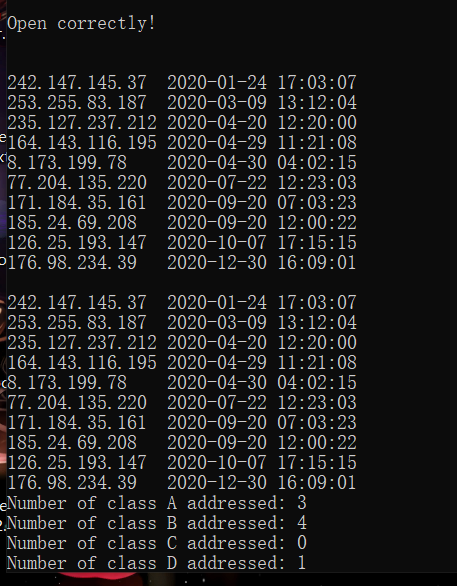 Open correctly!
242.147.145.37 2020-01-24 17:03:07
253.255.83.187 2020-03-09 13:12:04
235.127.237.212 2020-04-20 12:20:00
164.143.116.195 2020-04-29 11:21:08
8.173.199.78 2020-04-30 04:02:15
77.204.135.220 2020-07-22 12:23:03
171.184.35.161 2020-09-20 07:03:23
185.24.69.208 2020-09-20 12:00:22
126.25.193.147 2020-10-07 17:15:15
176.98.234.39 2020-12-30 16:09:01
242.147.145.37 2020-01-24 17:03:07
253.255.83.187 2020-03-09 13:12:04
235.127.237.212 2020-04-20 12:20:00
164.143.116.195 2020-04-29 11:21:08
8.173.199.78 2020-04-30 04:02:15
77.204.135.220 2020-07-22 12:23:03
171.184.35.161 2020-09-20 07:03:23
185.24.69.208 2020-09-20 12:00:22
126.25.193.147 2020-10-07 17:15:15
176.98.234.39 2020-12-30 16:09:01
Number of class A addressed: 3
Number of class B addressed: 4
Number of class C addressed: 0
Number of class D addressed: 1